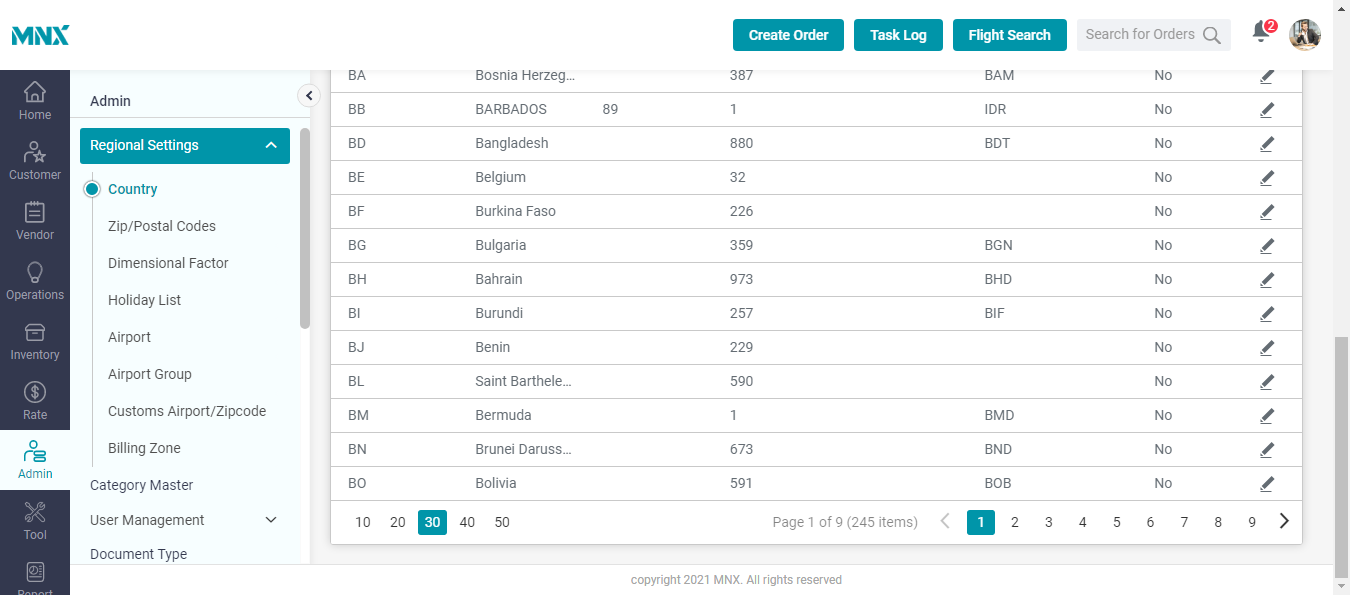 MNX
Create Order
Task Log
Flight Search
Search for Orders
2
Home
Customer
Vendor
Operations
Inventory
Rate
Admin
Tool
Report
Admin
Regional Settings
Country
Zip/Postal Codes
Dimensional Factor
Holiday List
Airport
Airport Group
Customs Airport/Zipcode
Billing Zone
Category Master
User Management
Document Type
BA Bosnia Herzeg... 387 BAM No
BB BARBADOS 89 1 IDR No
BD Bangladesh 880 BDT No
BE Belgium 32 No
BF Burkina Faso 226 No
BG Bulgaria 359 BGN No
BH Bahrain 973 BHD No
BI Burundi 257 BIF No
BJ Benin 229 No
BL Saint Barthele... 590 No
BM Bermuda 1 BMD No
BN Brunei Daruss... 673 BND No
BO Bolivia 591 BOB No
10 20 30 40 50 Page 1 of 9 (245 items) 1 2 3 4 5 6 7 8 9
copyright 2021 MNX. All rights reserved